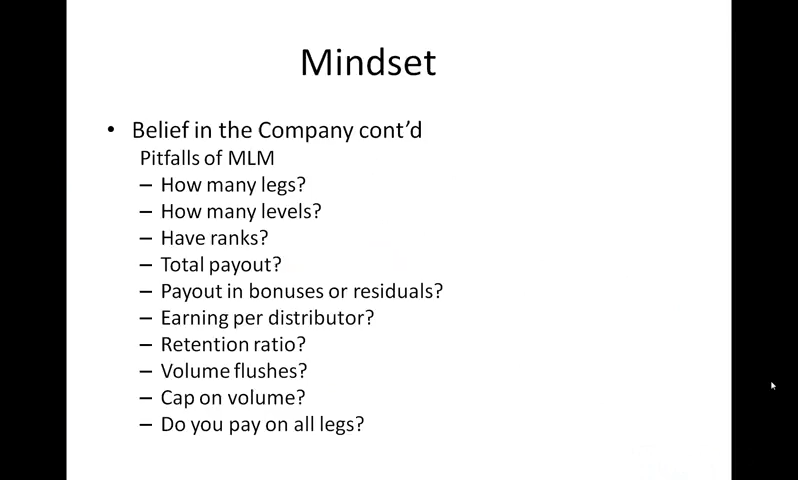 Mindset
• Belief in the Company cont'd
Pitfalls of MLM
– How many legs?
– How many levels?
– Have ranks?
– Total payout?
– Payout in bonuses or residuals?
– Earning per distributor?
– Retention ratio?
– Volume flushes?
– Cap on volume?
– Do you pay on all legs?